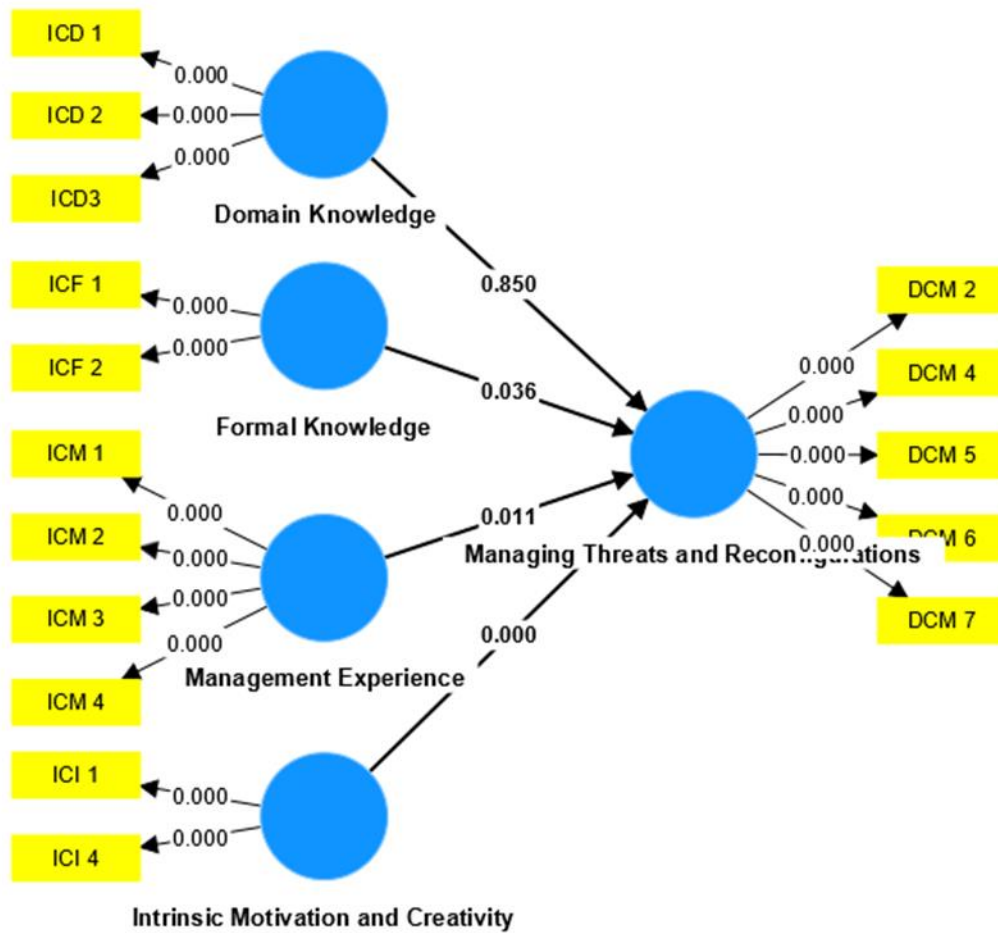 ICD 1
0.000
ICD 2
0.000
0.000
ICD3
Domain Knowledge
0.850
ICF 1
0.000
ICF 2
0.000
Formal Knowledge
0.036
ICM 1
0.000
ICM 2
0.000
ICM 3
0.000
0.000
ICM 4
Management Experience
0.011
ICI 1
0.000
ICI 4
0.000
Intrinsic Motivation and Creativity
0.000
Managing Threats and Reconfigurations
DCM 2
0.000
DCM 4
0.000
DCM 5
0.000
DCM 6
0.000
DCM 7
0.000